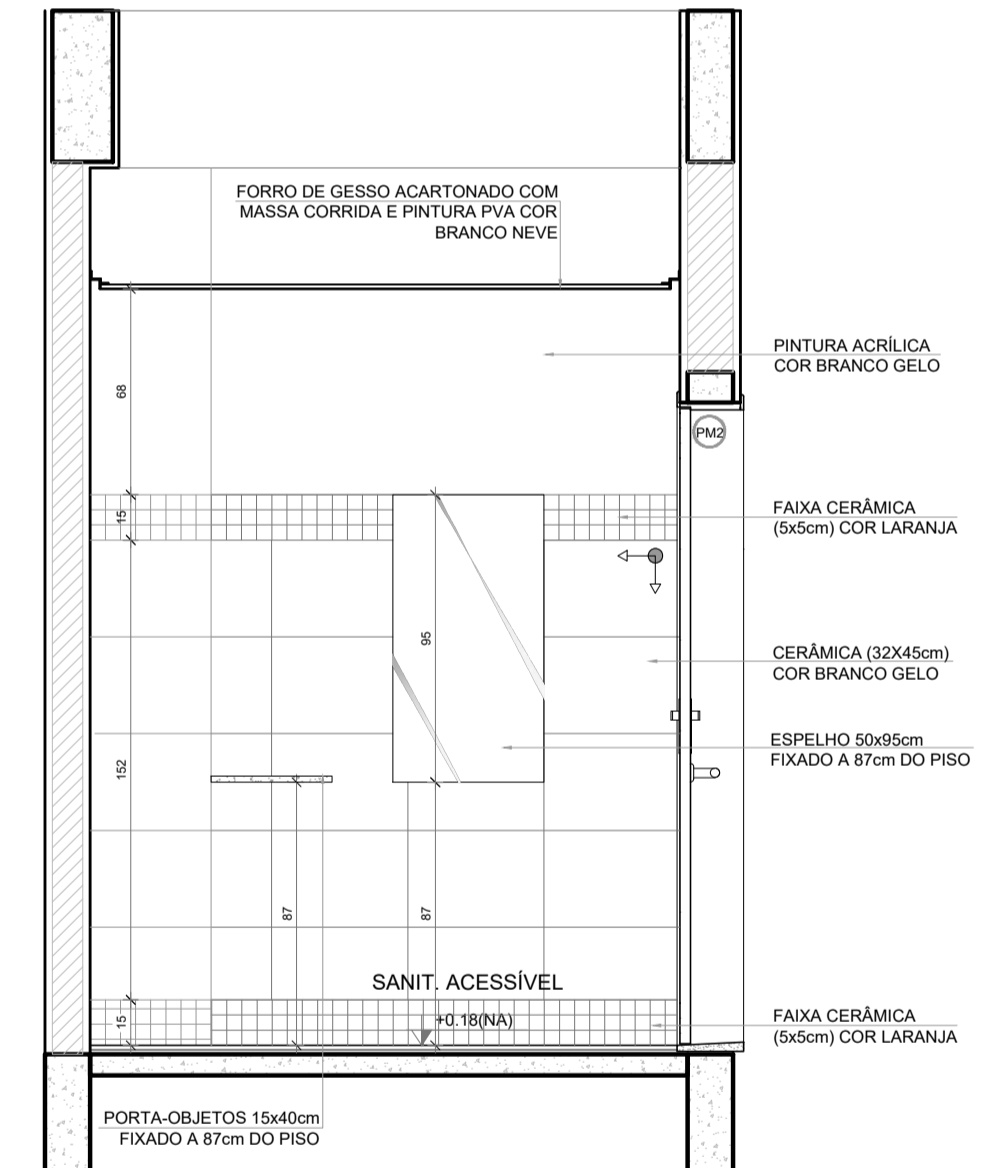 FORRO DE GESSO ACARTONADO COM
MASSA CORRIDA E PINTURA PVA COR
BRANCO NEVE
PINTURA ACRÍLICA
COR BRANCO GELO
68
PM2
15
FAIXA CERÂMICA
(5x5cm) COR LARANJA
95
CERÂMICA (32X45cm)
COR BRANCO GELO
ESPELHO 50x95cm
FIXADO A 87cm DO PISO
152
87
87
SANIT. ACESSÍVEL
+0.18(NA)
15
FAIXA CERÂMICA
(5x5cm) COR LARANJA
PORTA-OBJETOS 15x40cm
FIXADO A 87cm DO PISO